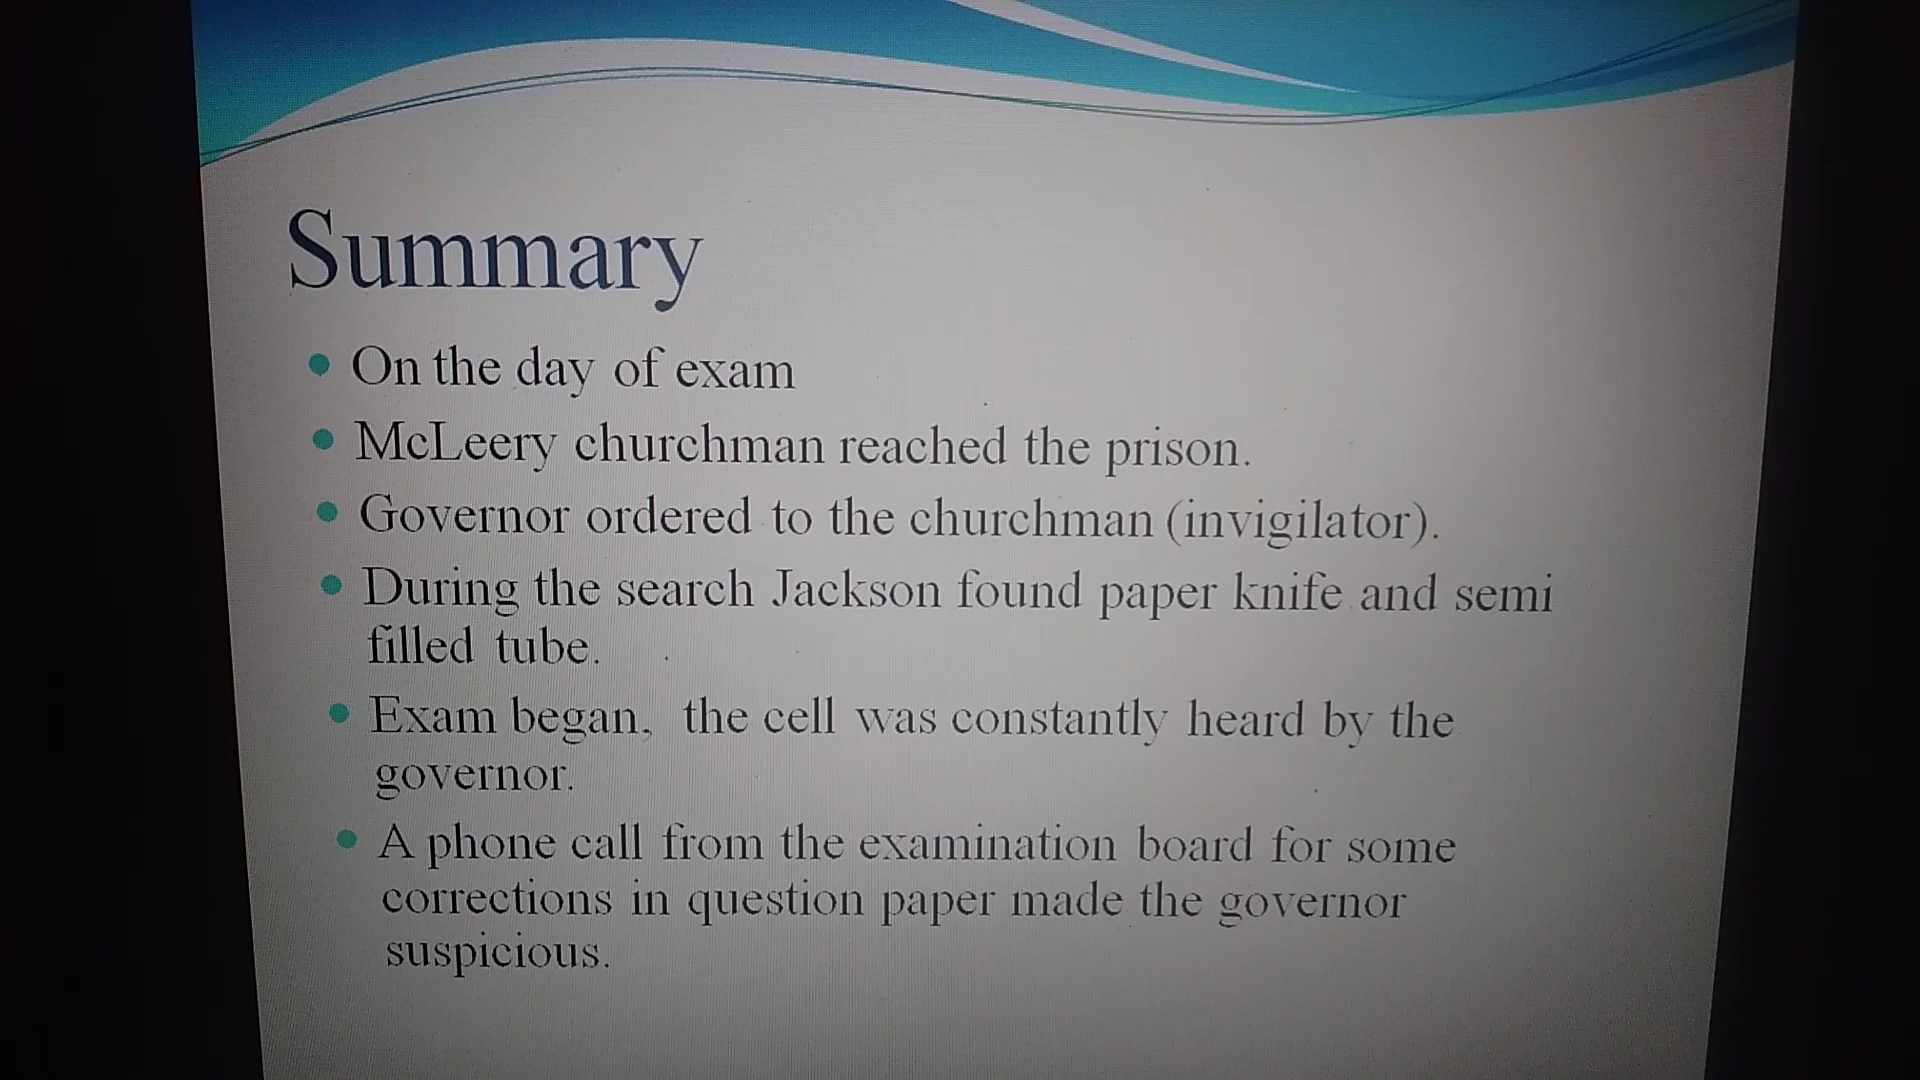 Summary
On the day of exam
McLeery churchman reached the prison.
Governor ordered to the churchman (invigilator).
During the search Jackson found paper knife and semi
filled tube.
Exam began, the cell was constantly heard by the
governor.
A phone call from the examination board for some
corrections in question paper made the governor
suspicious.